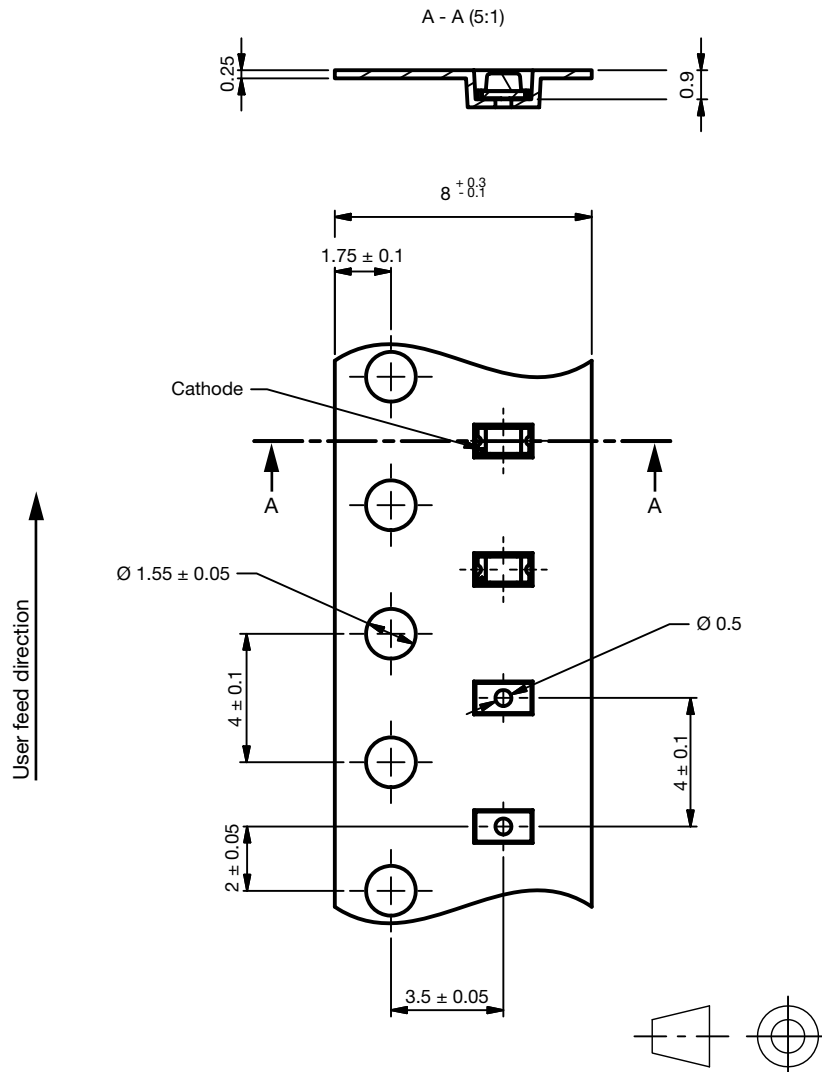 A - A (5:1)
0.25
0.9
8 + 0.3 - 0.1
1.75 ± 0.1
Cathode
A
A
User feed direction
Ø 1.55 ± 0.05
Ø 0.5
4 ± 0.1
4 ± 0.1
2 ± 0.05
3.5 ± 0.05